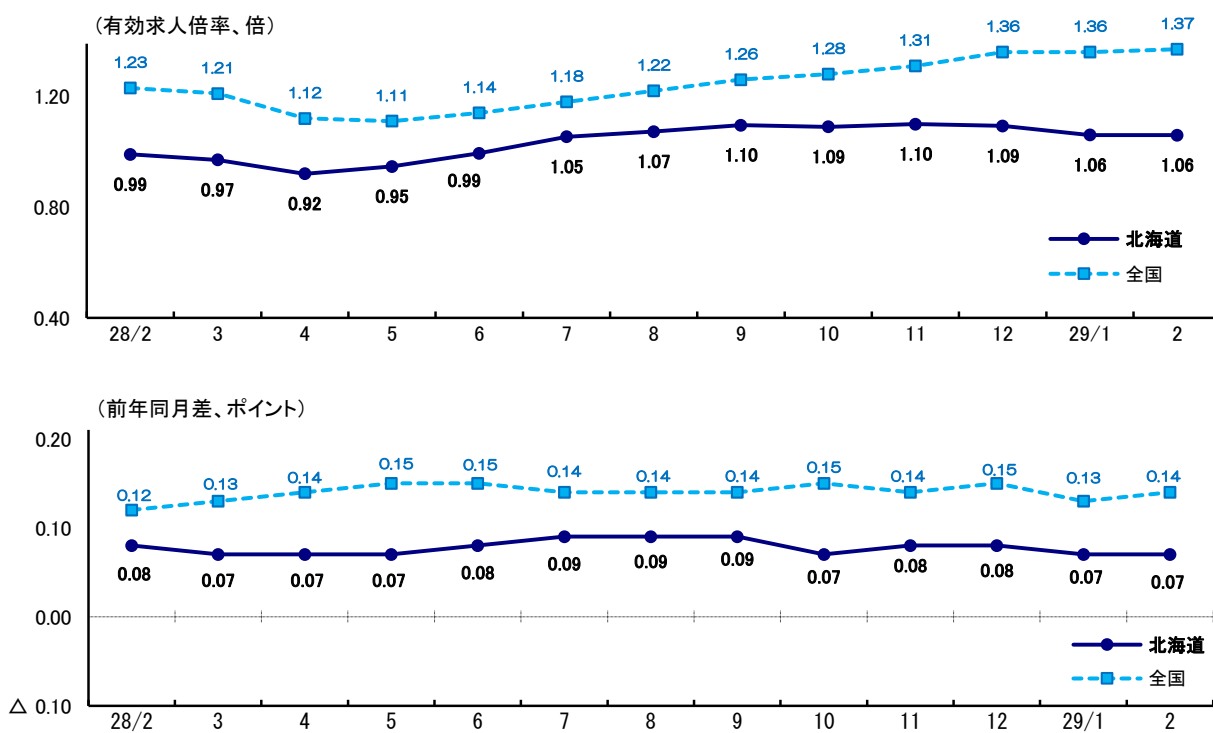 (有効求人倍率、倍)
1.23 1.21 1.12 1.11 1.14 1.18 1.22 1.26 1.28 1.31 1.36 1.36 1.37
1.20
0.99 0.97 0.92 0.95 0.99 1.05 1.07 1.10 1.09 1.10 1.09 1.06 1.06
0.80
北海道
全国
0.40
28/2 3 4 5 6 7 8 9 10 11 12 29/1 2
(前年同月差、ポイント)
0.20
0.12 0.13 0.14 0.15 0.15 0.14 0.14 0.14 0.15 0.14 0.15 0.13 0.14
0.10
0.08 0.07 0.07 0.07 0.08 0.09 0.09 0.09 0.07 0.08 0.08 0.07 0.07
0.00
北海道
全国
△ 0.10
28/2 3 4 5 6 7 8 9 10 11 12 29/1 2